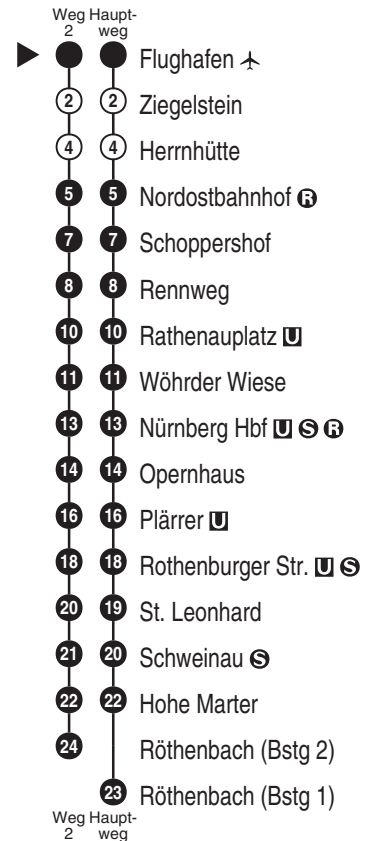 Weg Haupt-
2 weg
Flughafen
2 2 Ziegelstein
4 4 Herrnhütte
5 5 Nordostbahnhof R
7 7 Schoppershof
8 8 Rennweg
10 10 Rathenauplatz U
11 11 Wöhrder Wiese
13 13 Nürnberg Hbf U S R
14 14 Opernhaus
16 16 Plärrer U
18 18 Rothenburger Str. U S
20 19 St. Leonhard
21 20 Schweinau S
22 22 Hohe Marter
24 Röthenbach (Bstg 2)
23 Röthenbach (Bstg 1)
Weg Haupt-
2 weg